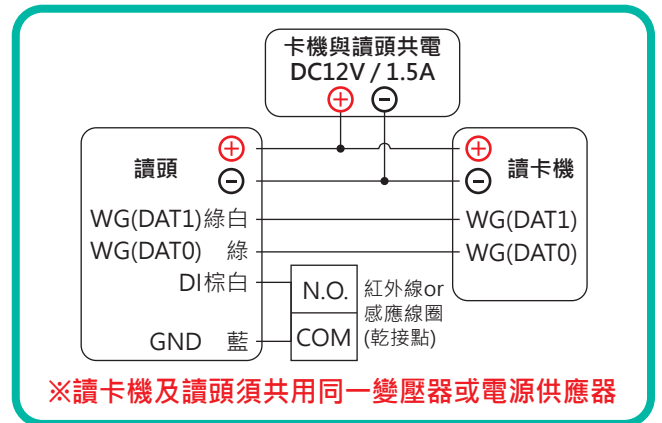 卡機與讀頭共電
DC12V / 1.5A
⊕ ⊖
讀頭 ⊕
⊖
⊕
⊖ 讀卡機
WG(DAT1)綠白
WG(DAT1)
WG(DAT0) 綠
WG(DAT0)
DI棕白
N.O.
紅外線or
感應線圈
(乾接點)
GND 藍
COM
※讀卡機及讀頭須共用同一變壓器或電源供應器